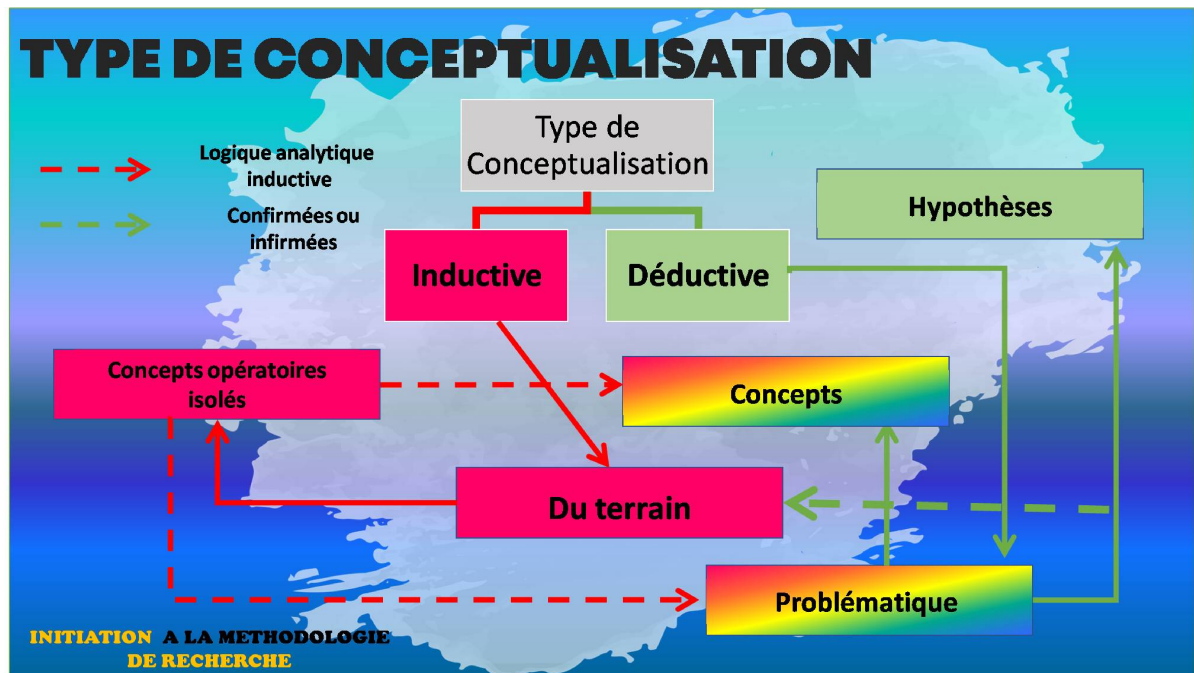 TYPE DE CONCEPTUALISATION
Type de
Conceptualisation
Logique analytique
inductive
Confirmées ou
infirmées
Hypothèses
Inductive
Déductive
Concepts opératoires
isolés
Concepts
Du terrain
Problématique
INITIATION A LA METHODOLOGIE
DE RECHERCHE